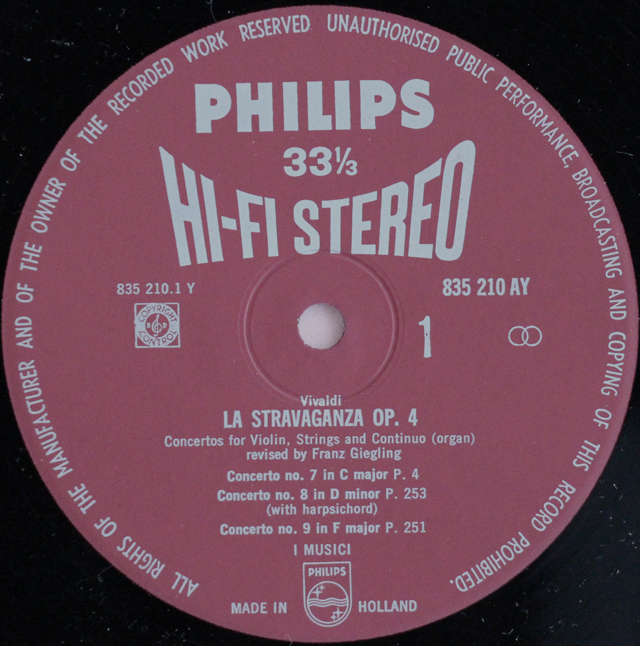 ALL RIGHTS OF THE MANUFACTURER AND OF THE OWNER OF THE RECORDED WORK RESERVED UNAUTHORISED PUBLIC PERFORMANCE, BROADCASTING AND COPYING OF THIS RECORD PROHIBITED.
PHILIPS
33⅓
HI-FI STEREO
835 210.1 Y
835 210 AY
COPYRIGHT
CONTROL
1
Vivaldi
LA STRAVAGANZA OP. 4
Concertos for Violin, Strings and Continuo (organ)
revised by Franz Giegling
Concerto no. 7 in C major P. 4
Concerto no. 8 in D minor P. 253
(with harpsichord)
Concerto no. 9 in F major P. 251
I MUSICI
PHILIPS
MADE IN HOLLAND